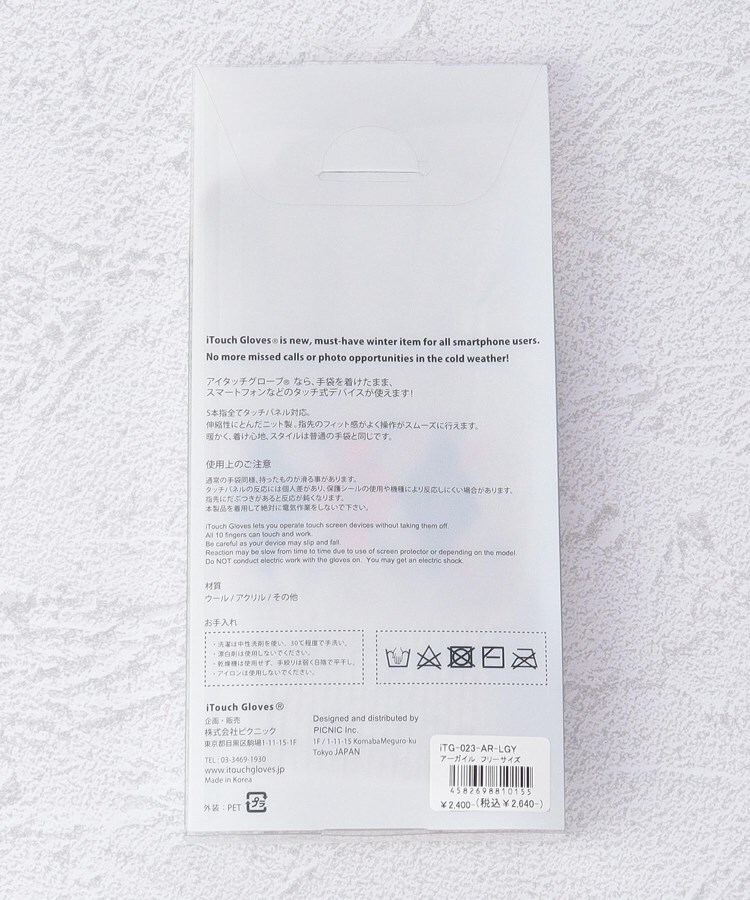 iTouch Gloves® is new, must-have winter item for all smartphone users.
No more missed calls or photo opportunities in the cold weather!
アイタッチグローブ® なら、手袋を着けたまま、
スマートフォンなどのタッチ式デバイスが使えます!
5本指全てタッチパネル対応。
伸縮性にとんだニット製。指先のフィット感がよく操作がスムーズに行えます。
暖かく、着け心地、スタイルは普通の手袋と同じです。
使用上のご注意
通常の手袋同様、持ったものが滑る事があります。
タッチパネルの反応には個人差があり、保護シールの使用や機種により反応しにくい場合があります。
指先にだぶつきがあると反応が鈍くなります。
本製品を着用して絶対に電気作業をしないで下さい。
iTouch Gloves lets you operate touch screen devices without taking them off.
All 10 fingers can touch and work.
Be careful as your device may slip and fall.
Reaction may be slow from time to time due to use of screen protector or depending on the model.
Do NOT conduct electric work with the gloves on. You may get an electric shock.
材質
ウール / アクリル / その他
お手入れ
・洗濯は中性洗剤を使い、30℃程度で手洗い。
・漂白剤は使用しないでください。
・乾燥機は使用せず、手絞りは弱く日陰で平干し。
・アイロンは使用しないでください。
iTouch Gloves®
企画・販売
株式会社ピクニック
東京都目黒区駒場1-11-15-1F
TEL : 03-3469-1930
www.itouchgloves.jp
Made in Korea
Designed and distributed by
PICNIC Inc.
1F / 1-11-15 KomabaMeguro-ku
Tokyo JAPAN
外装 : PET
プラ
iTG-023-AR-LGY
アーガイル フリーサイズ
4582698810155
¥2,400-(税込¥2,640-)